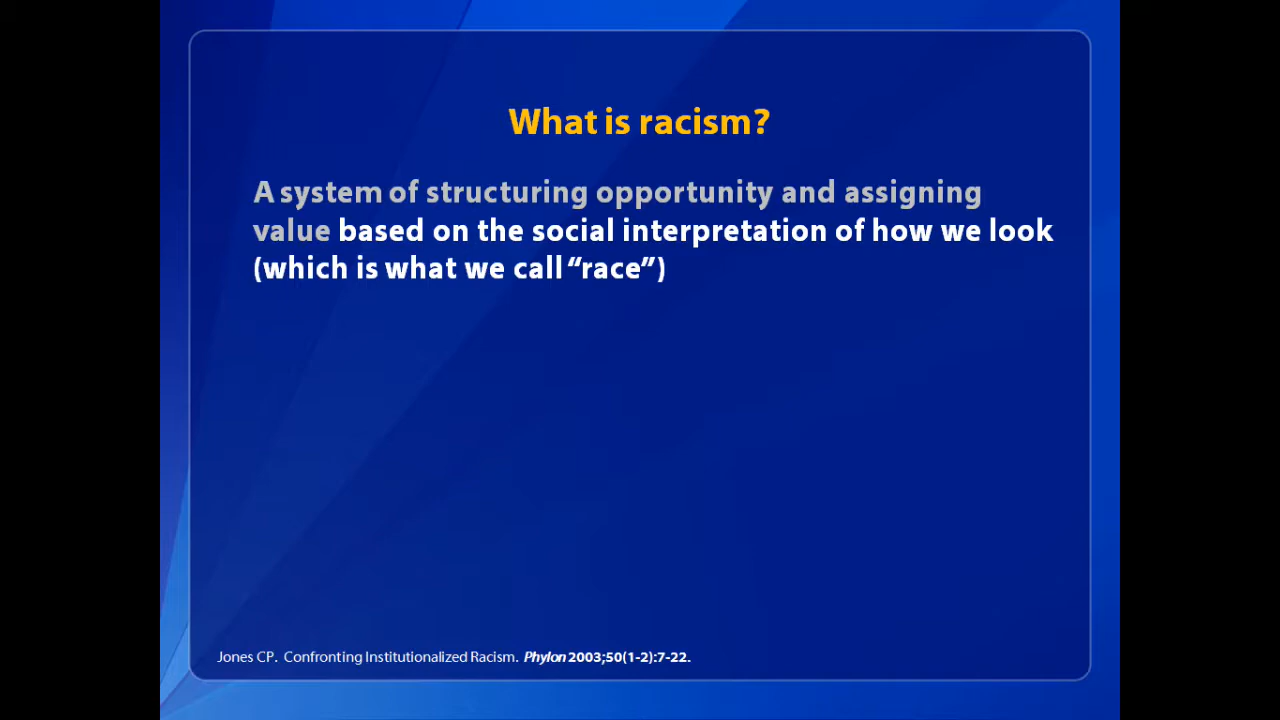 What is racism?
A system of structuring opportunity and assigning
value based on the social interpretation of how we look
(which is what we call “race”)
Jones CP. Confronting Institutionalized Racism. Phylon 2003;50(1-2):7-22.